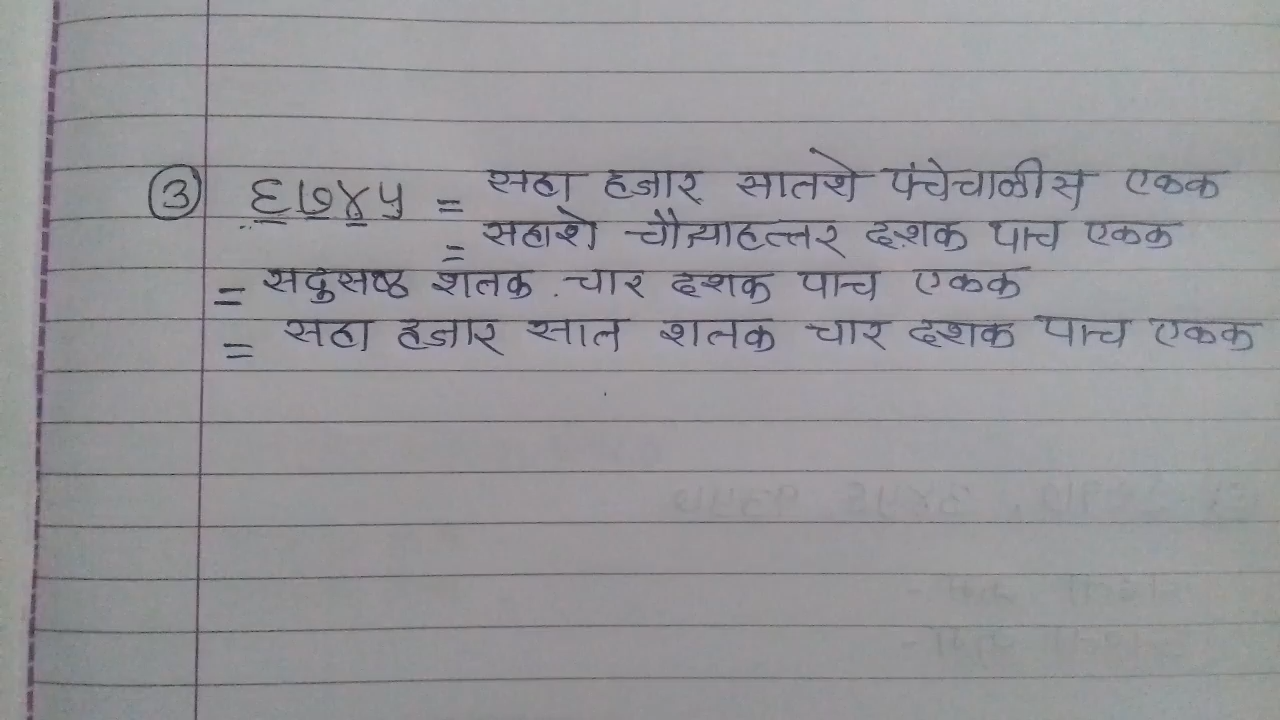 ③ ६७४५ = सहा हजार सातशे पंचेचाळीस एकक
= सहाशे चौर्‍याहत्तर दशक पाच एकक
= सदुसष्ठ शतक चार दशक पाच एकक
= सहा हजार सात शतक चार दशक पाच एकक